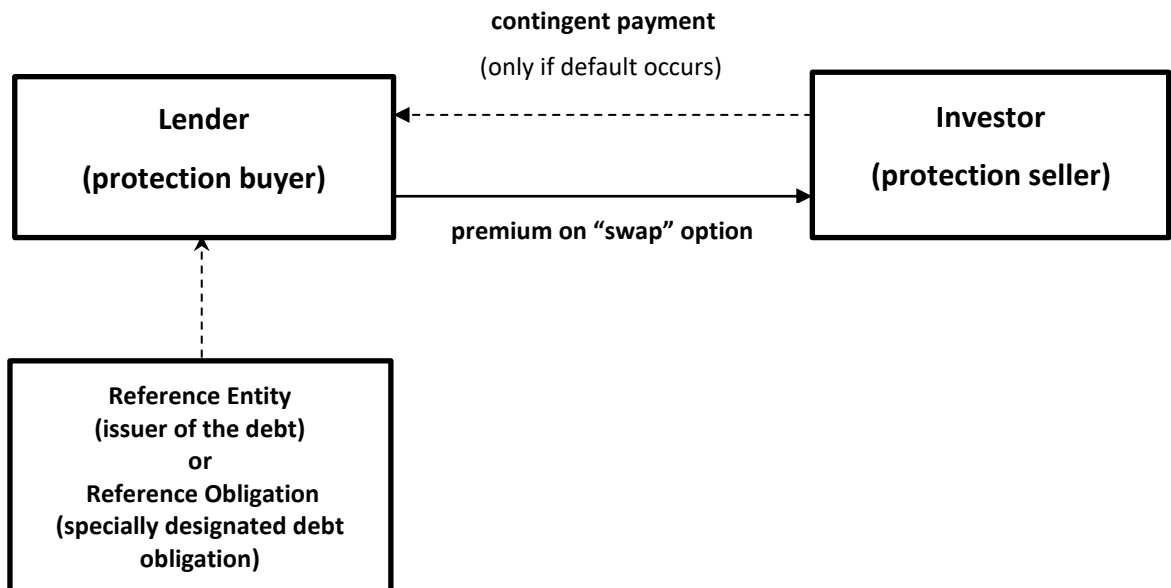 contingent payment
(only if default occurs)
Lender
(protection buyer)
Investor
(protection seller)
premium on “swap” option
Reference Entity
(issuer of the debt)
or
Reference Obligation
(specially designated debt
obligation)